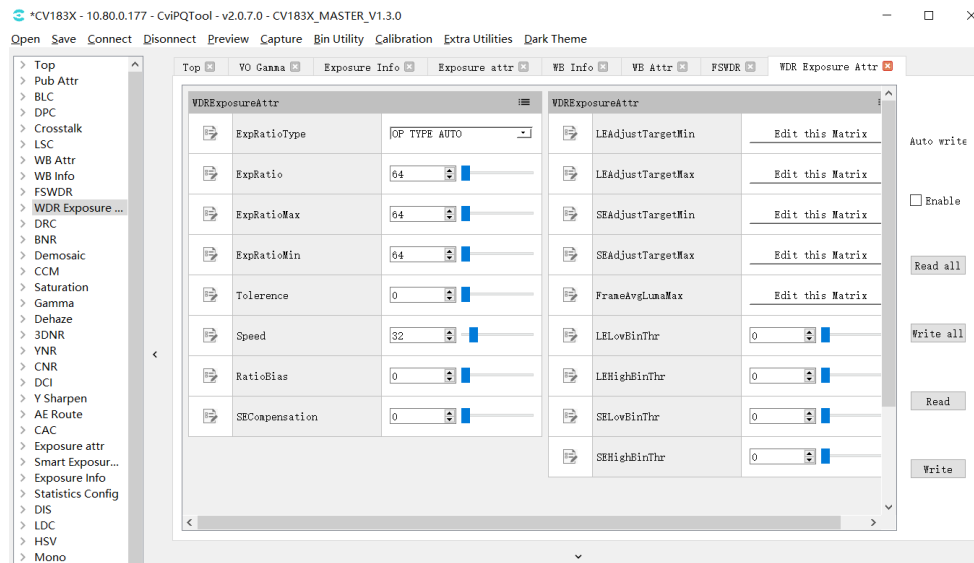 *CV183X - 10.80.0.177 - CviPQTool - v2.0.7.0 - CV183X_MASTER_V1.3.0
Open Save Connect Disconnect Preview Capture Bin Utility Calibration Extra Utilities Dark Theme
Top
Pub Attr
BLC
DPC
Crosstalk
LSC
WB Attr
WB Info
FSWDR
WDR Exposure ...
DRC
BNR
Demosaic
CCM
Saturation
Gamma
Dehaze
3DNR
YNR
CNR
DCI
Y Sharpen
AE Route
CAC
Exposure attr
Smart Exposur...
Exposure Info
Statistics Config
DIS
LDC
HSV
Mono
Top VO Gamma Exposure Info Exposure attr WB Info WB Attr FSWDR WDR Exposure Attr
WDRExposureAttr
ExpRatioType OP TYPE AUTO
ExpRatio 64
ExpRatioMax 64
ExpRatioMin 64
Tolerence 0
Speed 32
RatioBias 0
SECompensation 0
WDRExposureAttr
LEAdjustTargetMin Edit this Matrix
LEAdjustTargetMax Edit this Matrix
SEAdjustTargetMin Edit this Matrix
SEAdjustTargetMax Edit this Matrix
FrameAvgLumaMax Edit this Matrix
LELowBinThr 0
LEHighBinThr 0
SELowBinThr 0
SEHighBinThr 0
Auto write
Enable
Read all
Write all
Read
Write